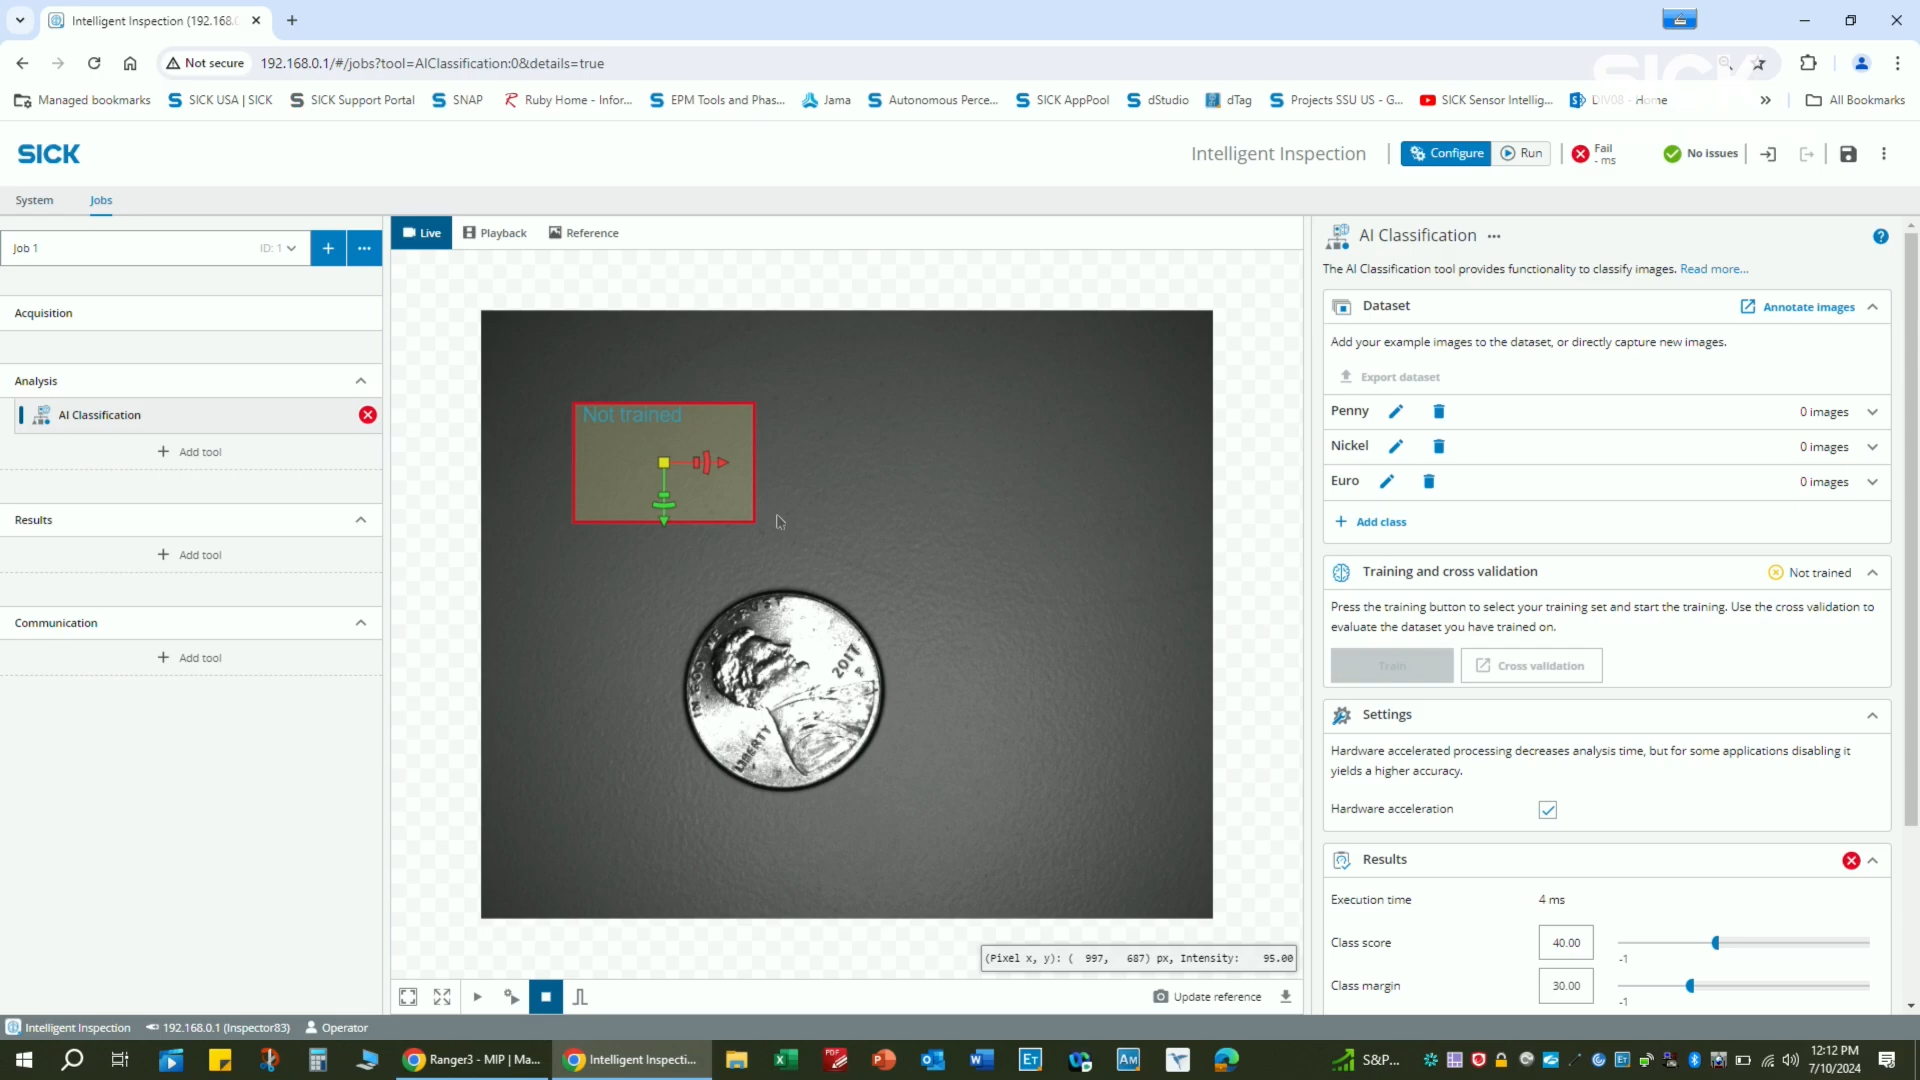 Intelligent Inspection (192.168.0
Not secure
192.168.0.1/#/jobs?tool=AIClassification:0&details=true
SICK
Managed bookmarks
SICK USA | SICK
SICK Support Portal
SNAP
Ruby Home - Infor...
EPM Tools and Phas...
Jama
Autonomous Perce...
SICK AppPool
dStudio
dTag
Projects SSU US - G...
SICK Sensor Intellig...
DIV08 - Home
»
All Bookmarks
SICK
Intelligent Inspection
Configure
Run
Fail
- ms
No issues
System
Jobs
Job 1
ID: 1
Acquisition
Analysis
AI Classification
+ Add tool
Results
+ Add tool
Communication
+ Add tool
Live
Playback
Reference
Not trained
IN GOD WE TRUST
LIBERTY
2017
(Pixel x, y): ( 997, 687) px, Intensity: 95.00
Update reference
AI Classification ...
The AI Classification tool provides functionality to classify images. Read more...
Dataset
Annotate images
Add your example images to the dataset, or directly capture new images.
Export dataset
Penny
0 images
Nickel
0 images
Euro
0 images
+ Add class
Training and cross validation
Not trained
Press the training button to select your training set and start the training. Use the cross validation to
evaluate the dataset you have trained on.
Train
Cross validation
Settings
Hardware accelerated processing decreases analysis time, but for some applications disabling it
yields a higher accuracy.
Hardware acceleration
Results
Execution time
4 ms
Class score
40.00
-1
Class margin
30.00
-1
Intelligent Inspection
192.168.0.1 (Inspector83)
Operator
Ranger3 - MIP | Ma...
Intelligent Inspecti...
PDF
ET
AM
S&P...
12:12 PM
7/10/2024